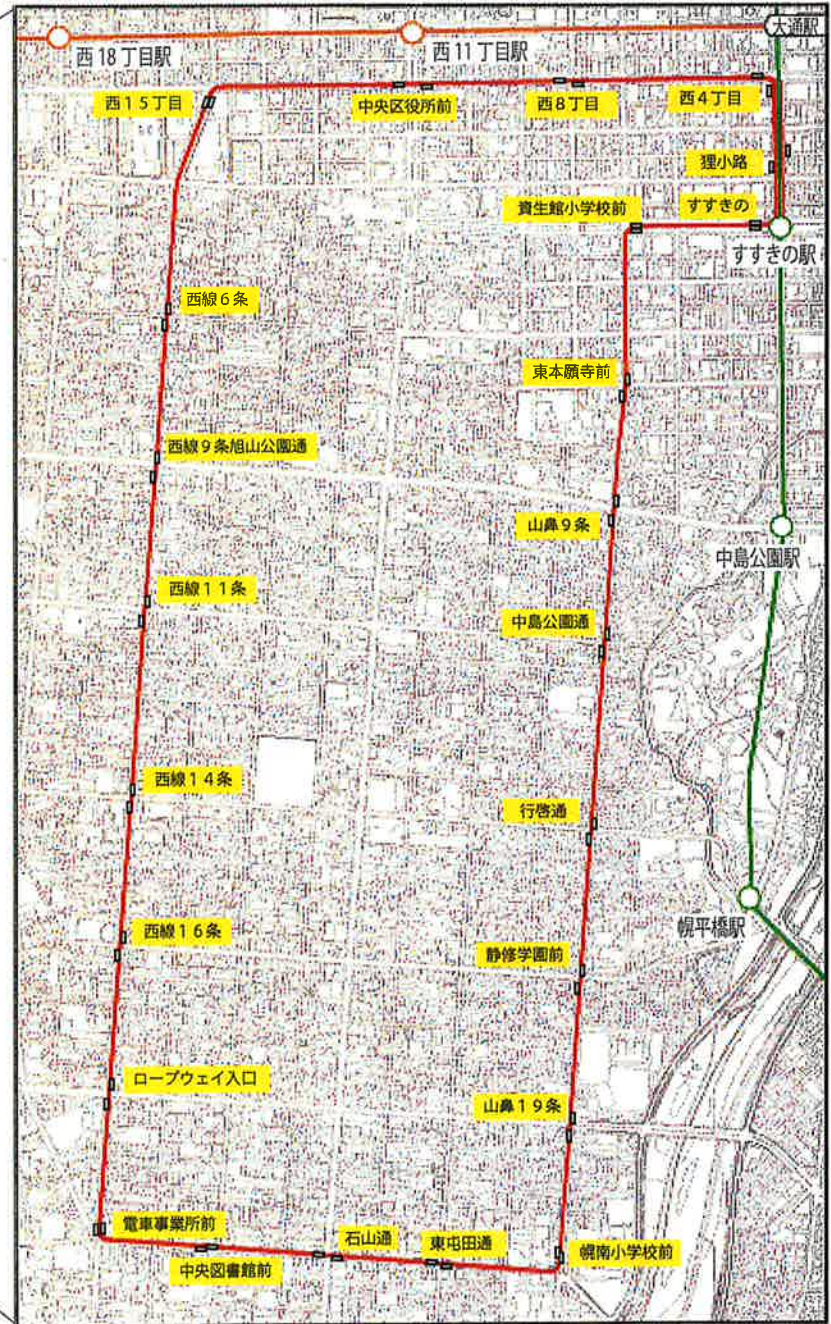 大通駅
西18丁目駅
西11丁目駅
西15丁目
中央区役所前
西8丁目
西4丁目
狸小路
資生館小学校前
すすきの
すすきの駅
西線6条
東本願寺前
西線9条旭山公園通
山鼻9条
中島公園駅
西線11条
中島公園通
西線14条
行啓通
幌平橋駅
西線16条
静修学園前
ロープウェイ入口
山鼻19条
電車事業所前
石山通
東屯田通
幌南小学校前
中央図書館前